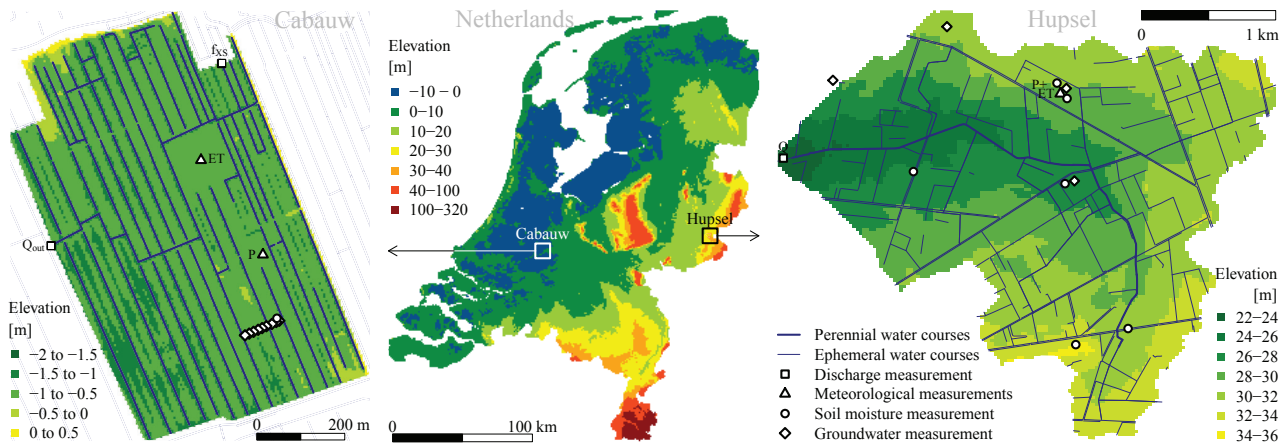 Cabauw
f_XS
ET
Q_out
P
Elevation
[m]
−2 to −1.5
−1.5 to −1
−1 to −0.5
−0.5 to 0
0 to 0.5
0 200 m
Netherlands
Elevation
[m]
−10 − 0
0−10
10−20
20−30
30−40
40−100
100−320
Hupsel
Cabauw
0 50 100 km
Hupsel
0 1 km
P+
ET
Q
Perennial water courses
Ephemeral water courses
Discharge measurement
Meteorological measurements
Soil moisture measurement
Groundwater measurement
Elevation
[m]
22−24
24−26
26−28
28−30
30−32
32−34
34−36